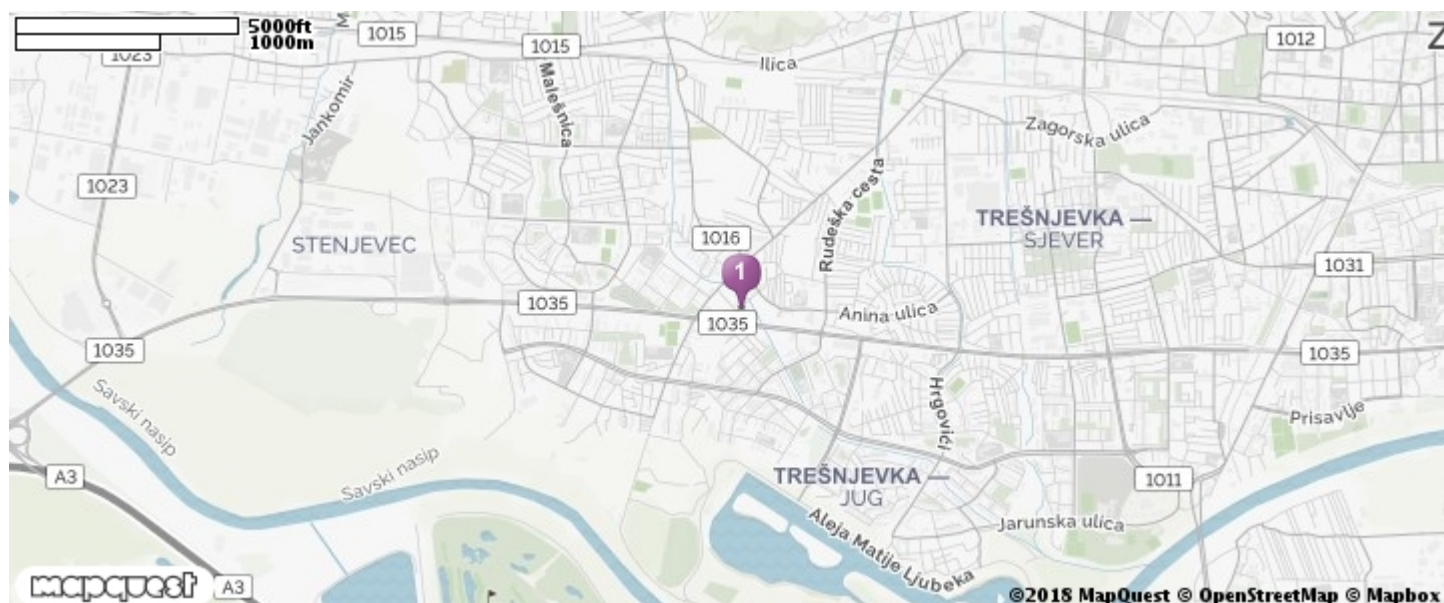 5000ft
1000m
1023
1015
1015
Ilica
1012
Z
Jankomir
Malešnica
Zagorska ulica
1023
Rudeška cesta
TREŠNJEVKA —
SJEVER
STENJEVEC
1016
1
1031
1035
1035
Anina ulica
1035
1035
Savski nasip
Hrgovići
Prisavlje
A3
Savski nasip
TREŠNJEVKA —
JUG
1011
Aleja Matije Ljubeka
Jarunska ulica
mapquest
A3
©2018 MapQuest © OpenStreetMap © Mapbox